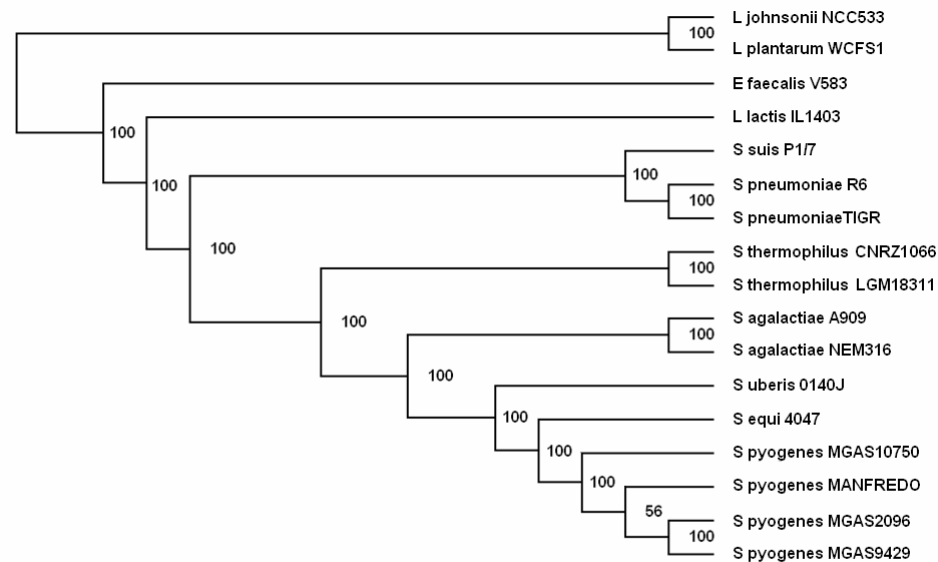 L johnsonii NCC533
100
L plantarum WCFS1
E faecalis V583
100
L lactis IL1403
100
S suis P1/7
100
S pneumoniae R6
100
S pneumoniaeTIGR
100
S thermophilus CNRZ1066
100
S thermophilus LGM18311
100
S agalactiae A909
100
S agalactiae NEM316
100
S uberis 0140J
100
S equi 4047
100
S pyogenes MGAS10750
100
S pyogenes MANFREDO
56
S pyogenes MGAS2096
100
S pyogenes MGAS9429